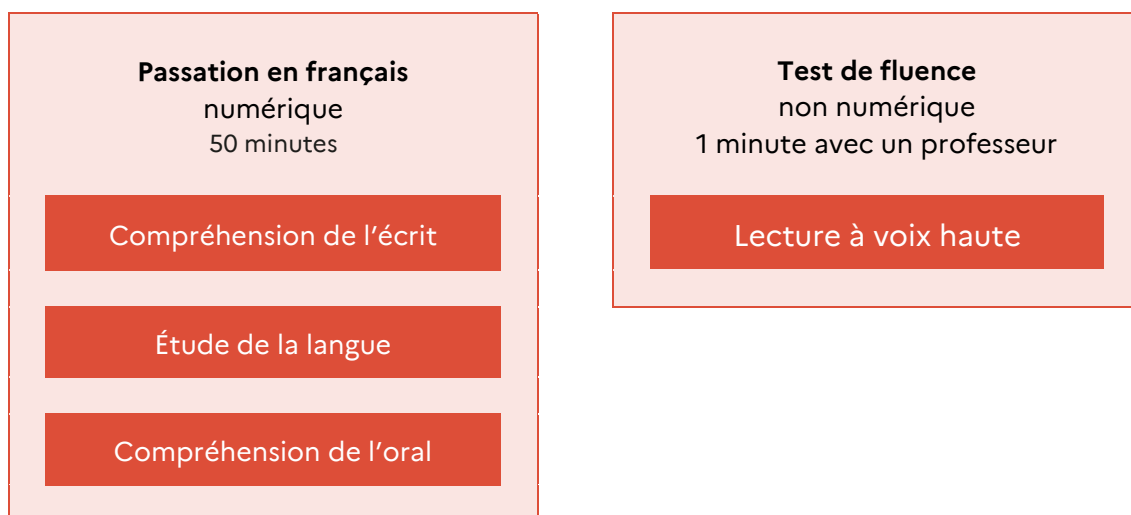 Passation en français
numérique
50 minutes
Compréhension de l’écrit
Étude de la langue
Compréhension de l’oral
Test de fluence
non numérique
1 minute avec un professeur
Lecture à voix haute